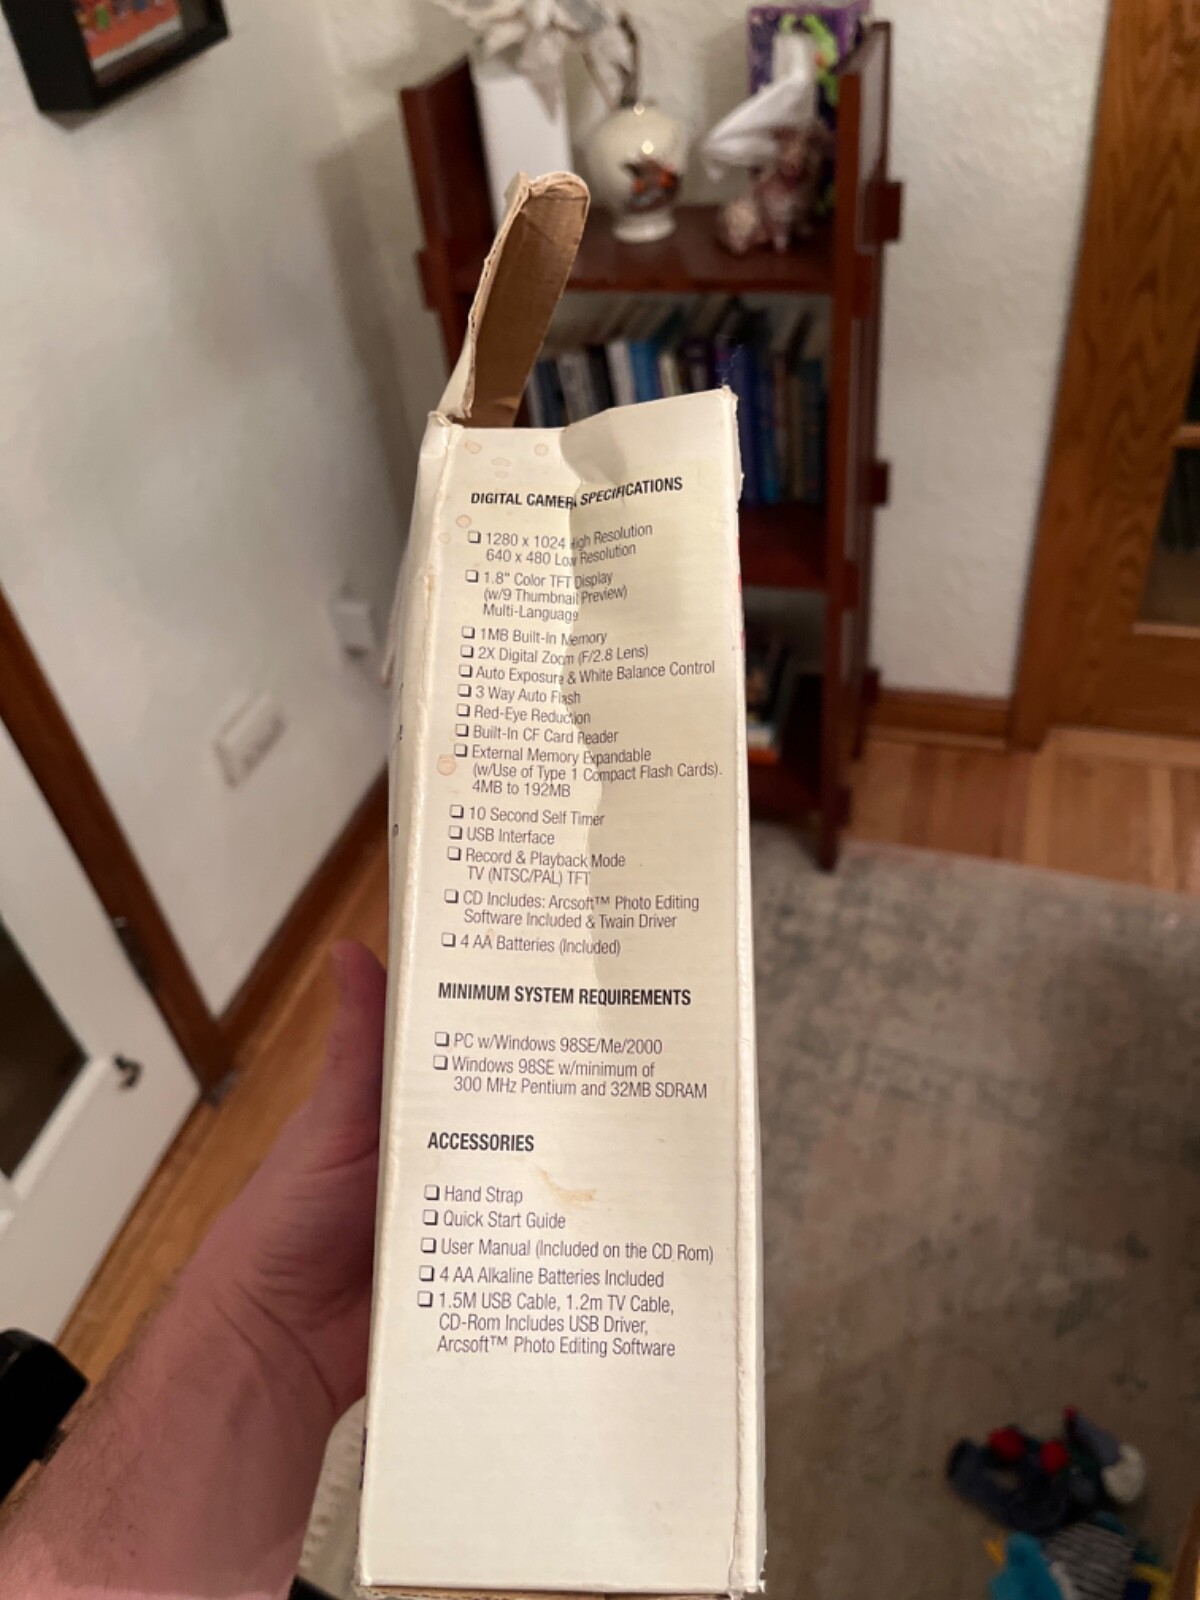 DIGITAL CAMERA SPECIFICATIONS
❏ 1280 x 1024 High Resolution
640 x 480 Low Resolution
❏ 1.8" Color TFT Display
(w/9 Thumbnail Preview)
Multi-Language
❏ 1MB Built-In Memory
❏ 2X Digital Zoom (F/2.8 Lens)
❏ Auto Exposure & White Balance Control
❏ 3 Way Auto Flash
❏ Red-Eye Reduction
❏ Built-In CF Card Reader
❏ External Memory Expandable
(w/Use of Type 1 Compact Flash Cards).
4MB to 192MB
❏ 10 Second Self Timer
❏ USB Interface
❏ Record & Playback Mode
TV (NTSC/PAL) TFT
❏ CD Includes: Arcsoft™ Photo Editing
Software Included & Twain Driver
❏ 4 AA Batteries (Included)
MINIMUM SYSTEM REQUIREMENTS
❏ PC w/Windows 98SE/Me/2000
❏ Windows 98SE w/minimum of
300 MHz Pentium and 32MB SDRAM
ACCESSORIES
❏ Hand Strap
❏ Quick Start Guide
❏ User Manual (Included on the CD Rom)
❏ 4 AA Alkaline Batteries Included
❏ 1.5M USB Cable, 1.2m TV Cable,
CD-Rom Includes USB Driver,
Arcsoft™ Photo Editing Software